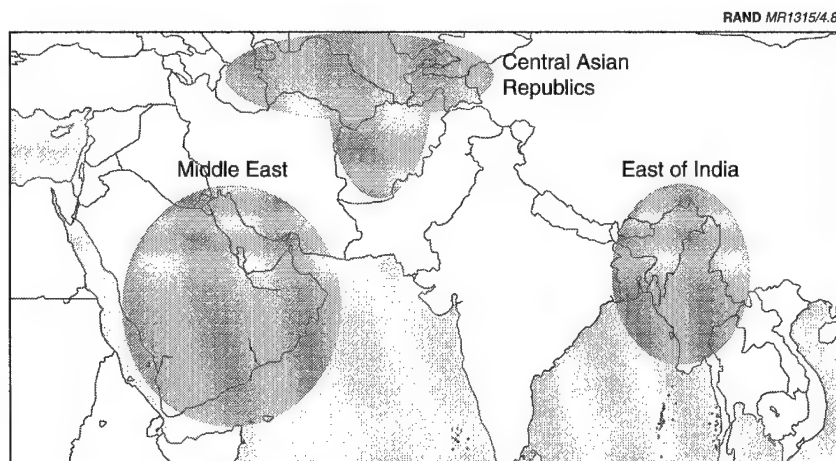 RAND MR1315/4.8
Central Asian
Republics
Middle East
East of India